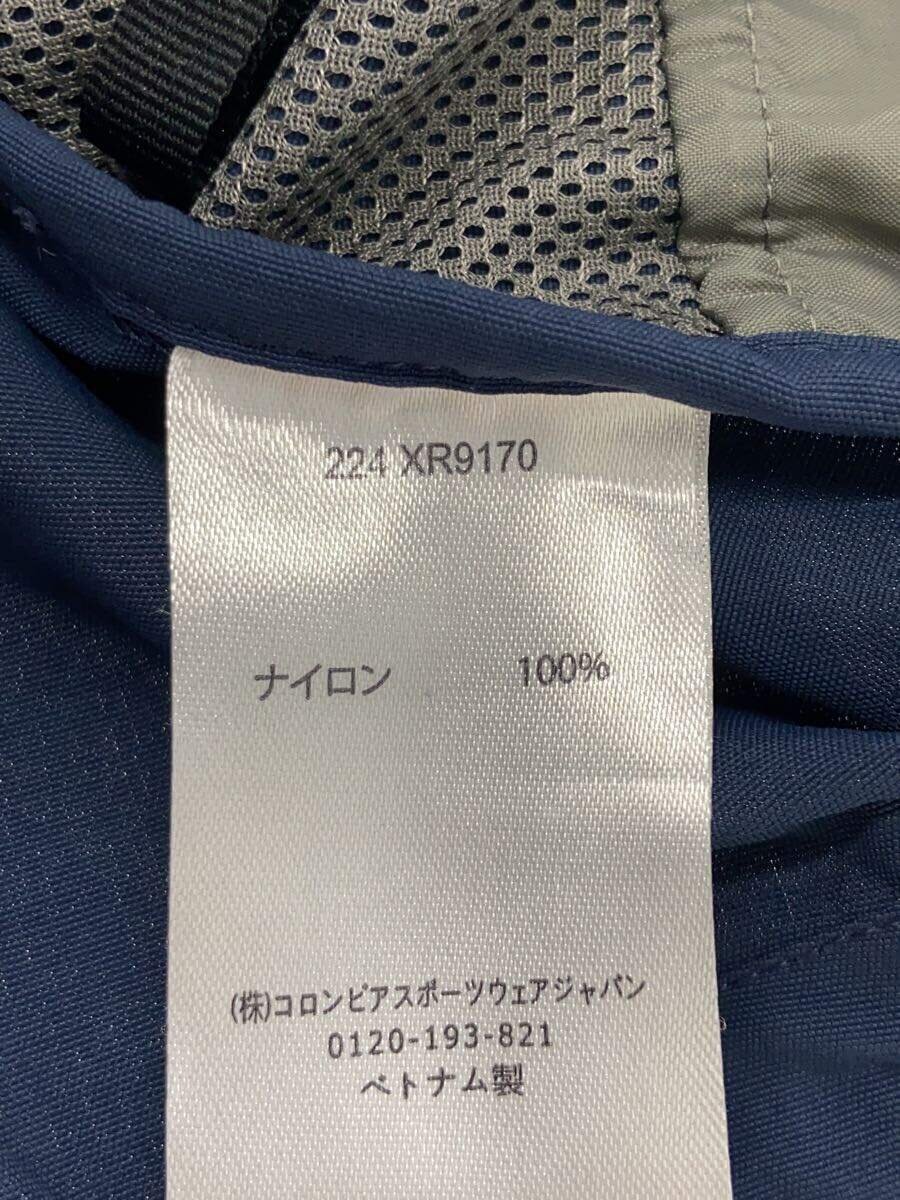 224 XR9170
ナイロン 100%
(株)コロンビアスポーツウェアジャパン
0120-193-821
ベトナム製